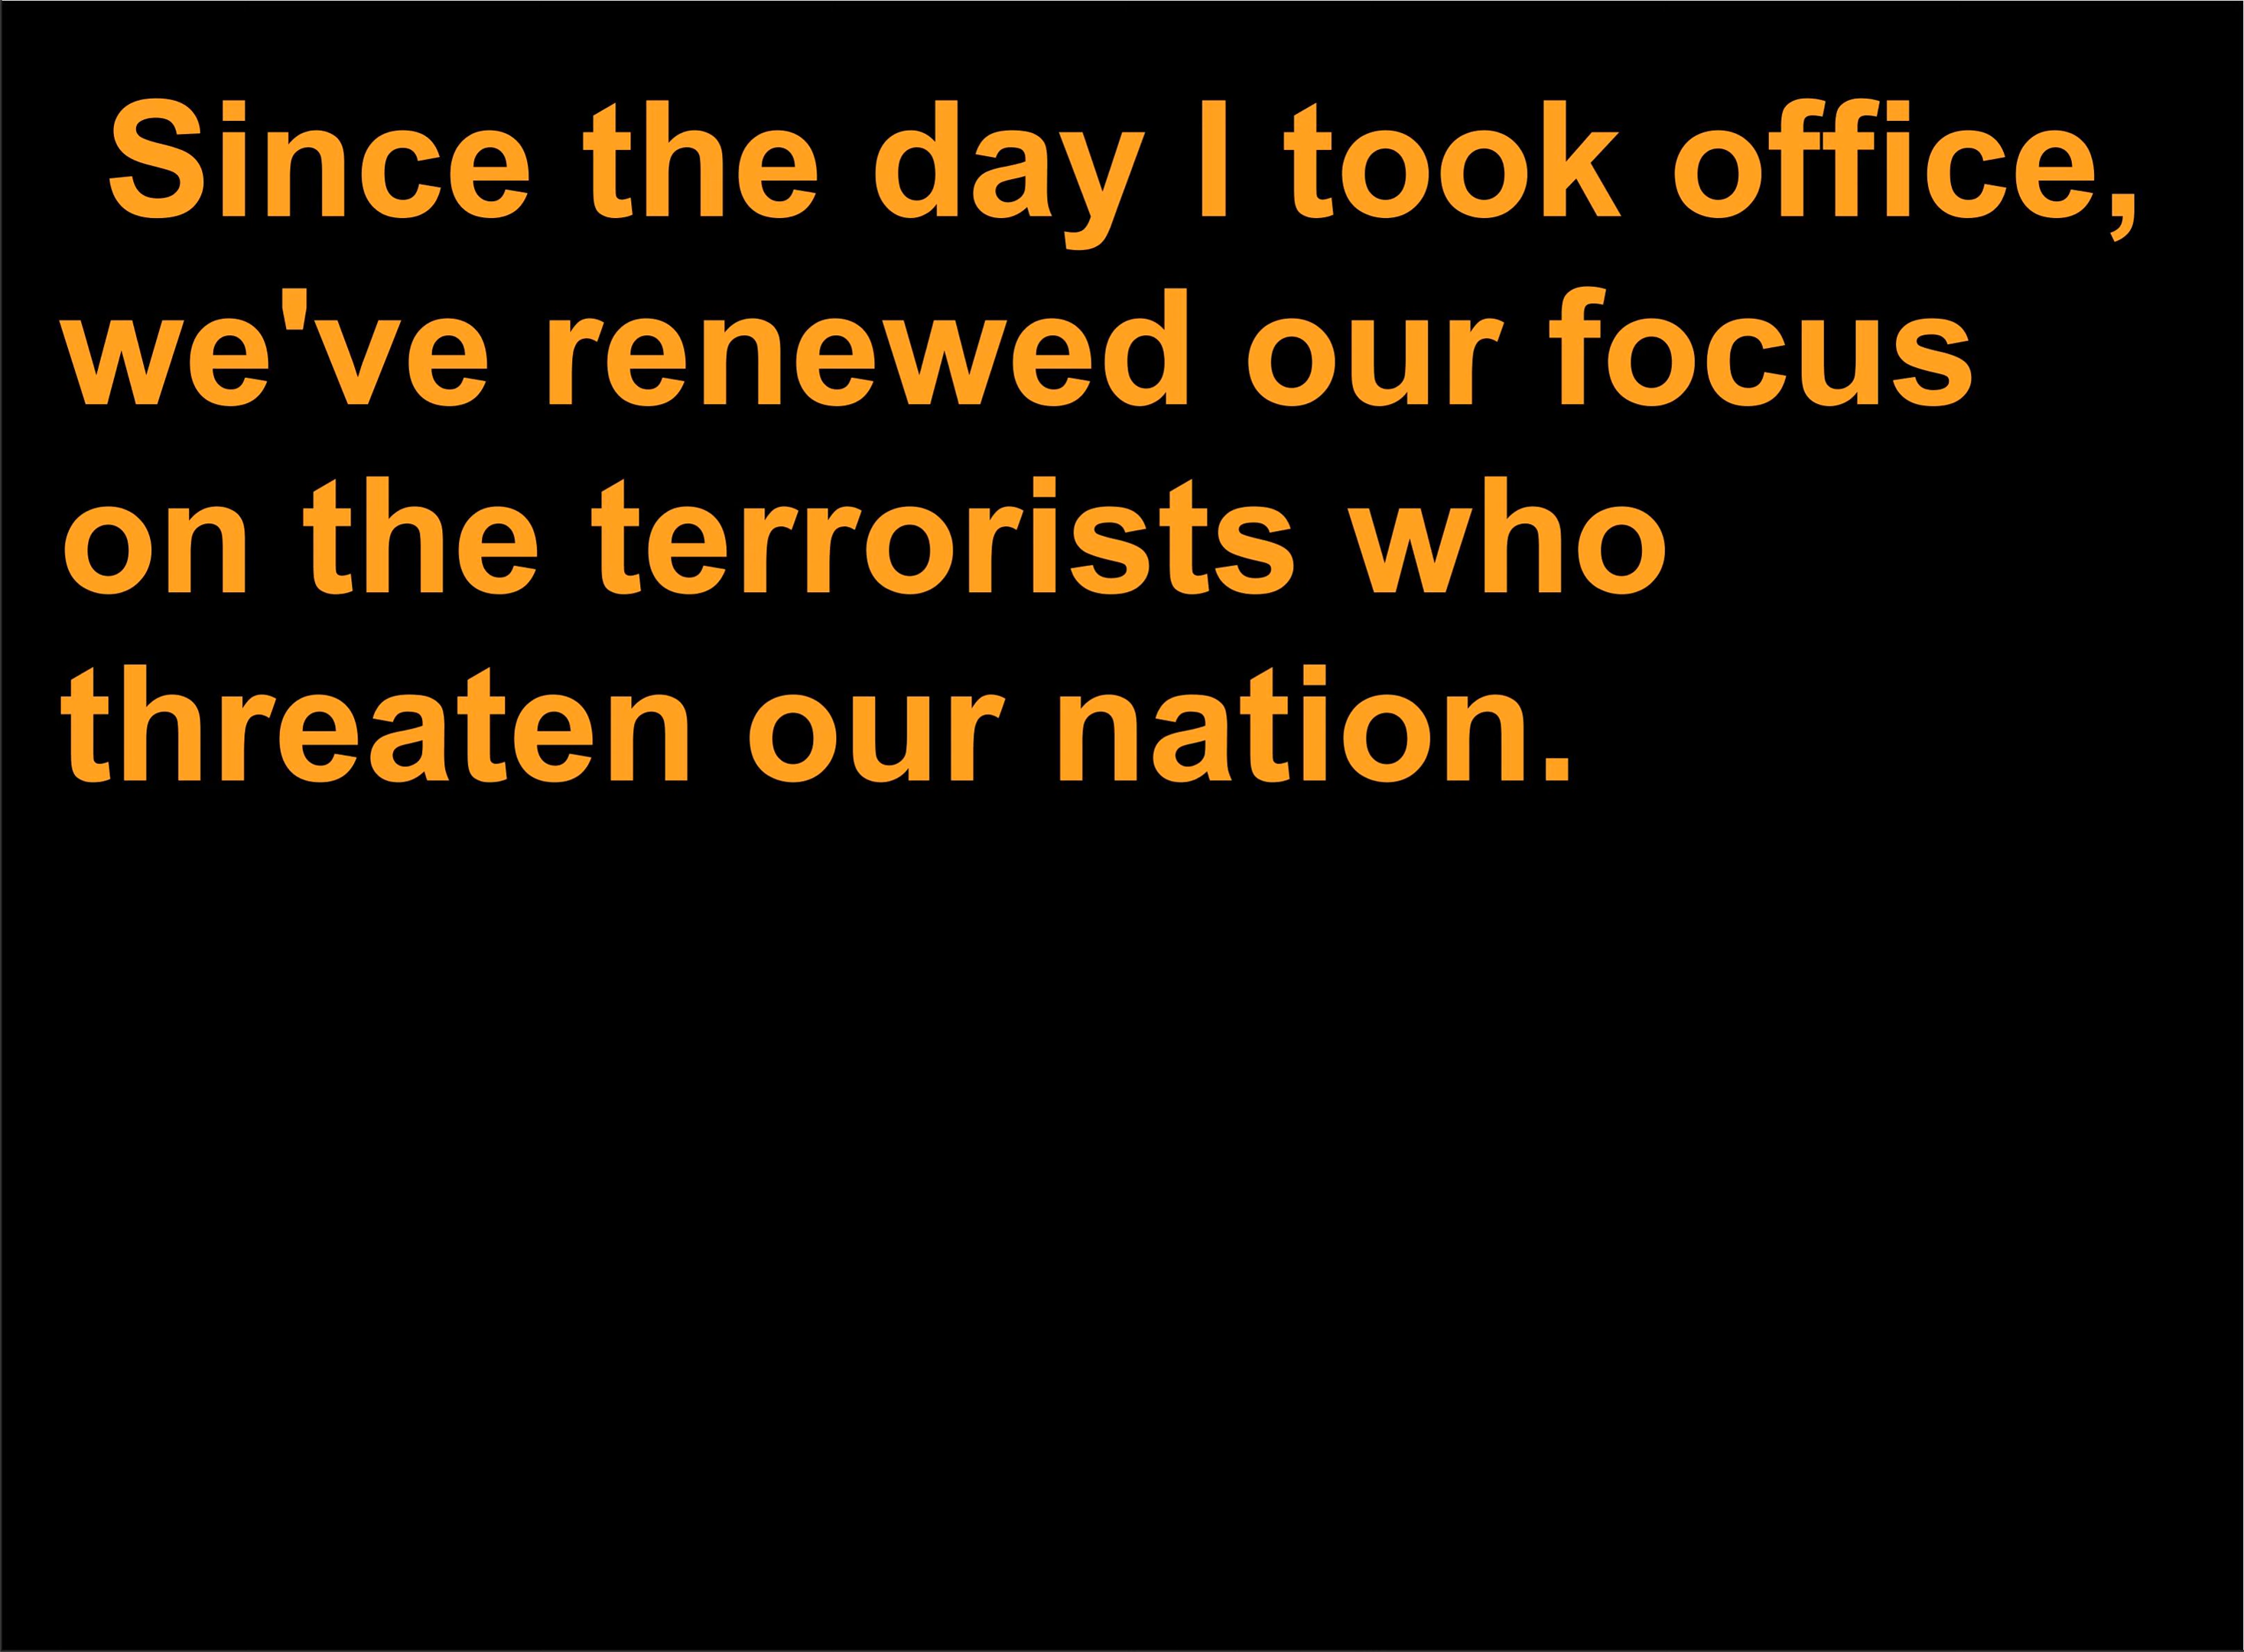 Since the day I took office,
we've renewed our focus
on the terrorists who
threaten our nation.